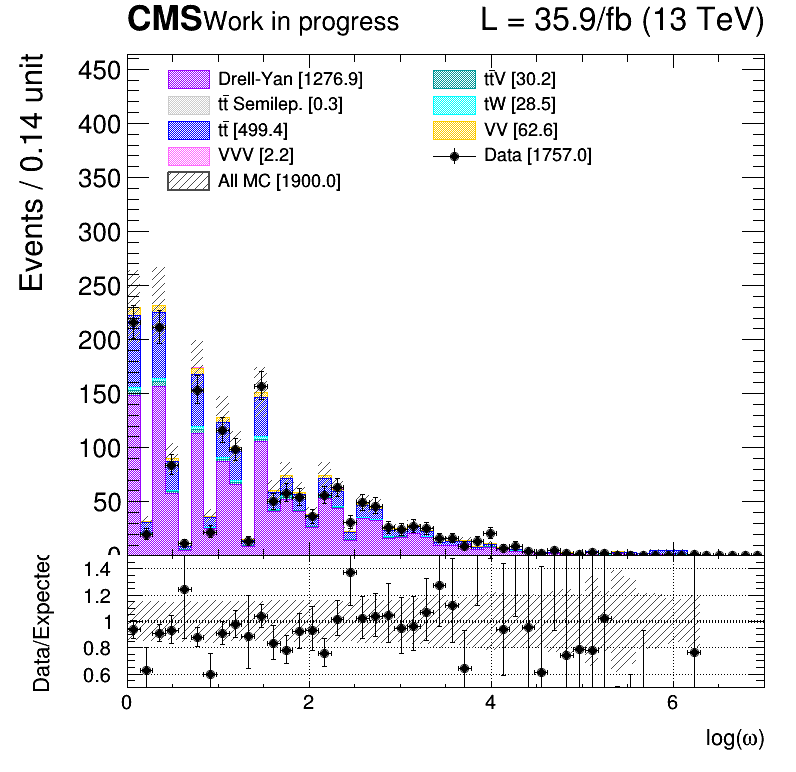 CMS Work in progress L = 35.9/fb (13 TeV)
Events / 0.14 unit
450
400
350
300
250
200
150
100
50
0
Drell-Yan [1276.9]
tt̄ Semilep. [0.3]
tt̄ [499.4]
VVV [2.2]
All MC [1900.0]
tt̄V [30.2]
tW [28.5]
VV [62.6]
Data [1757.0]
Data/Expected
1.4
1.2
1
0.8
0.6
0 2 4 6
log(ω)